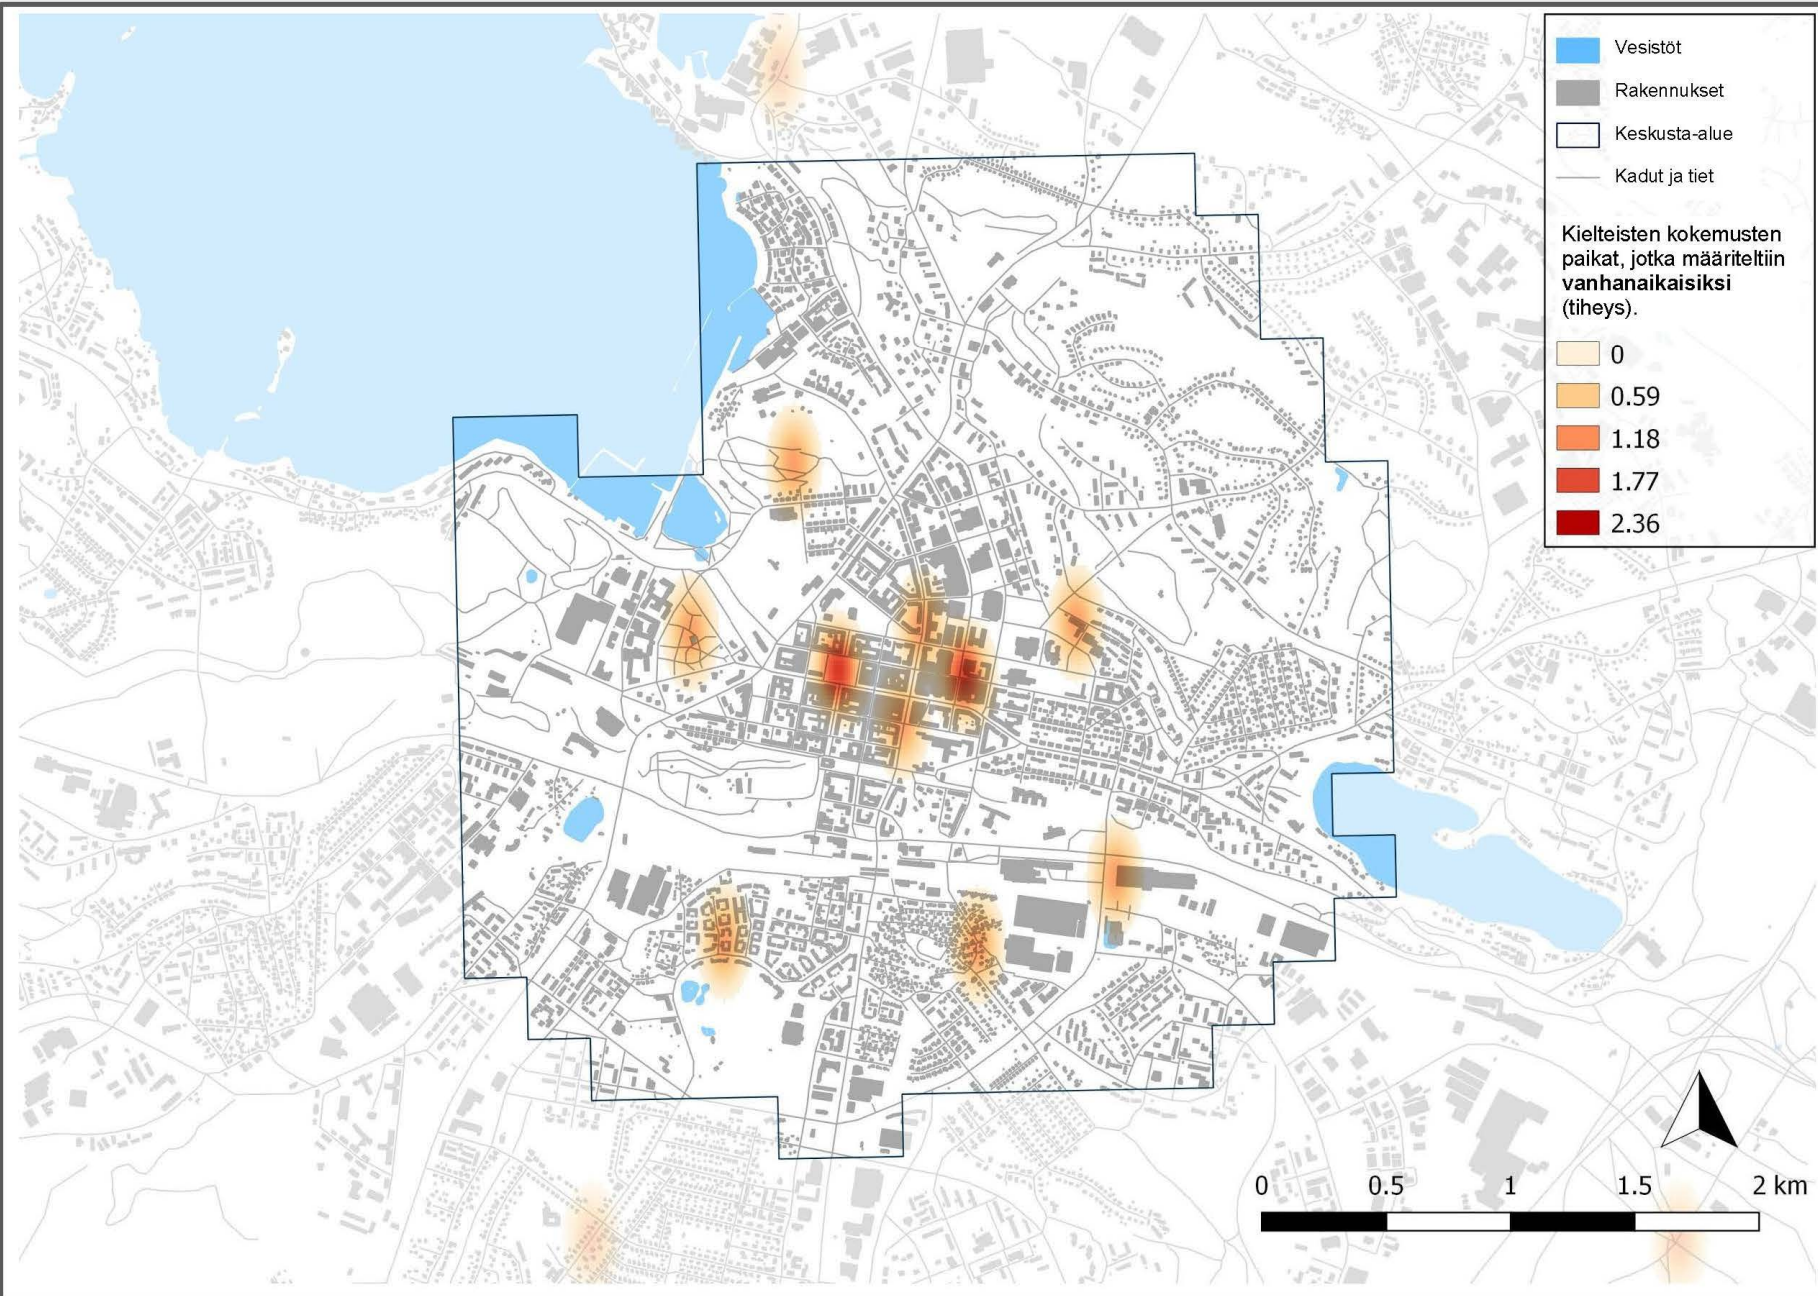 Vesistöt
Rakennukset
Keskusta-alue
Kadut ja tiet
Kielteisten kokemusten
paikat, jotka määriteltiin
vanhanaikaisiksi
(tiheys).
0
0.59
1.18
1.77
2.36
0 0.5 1 1.5 2 km